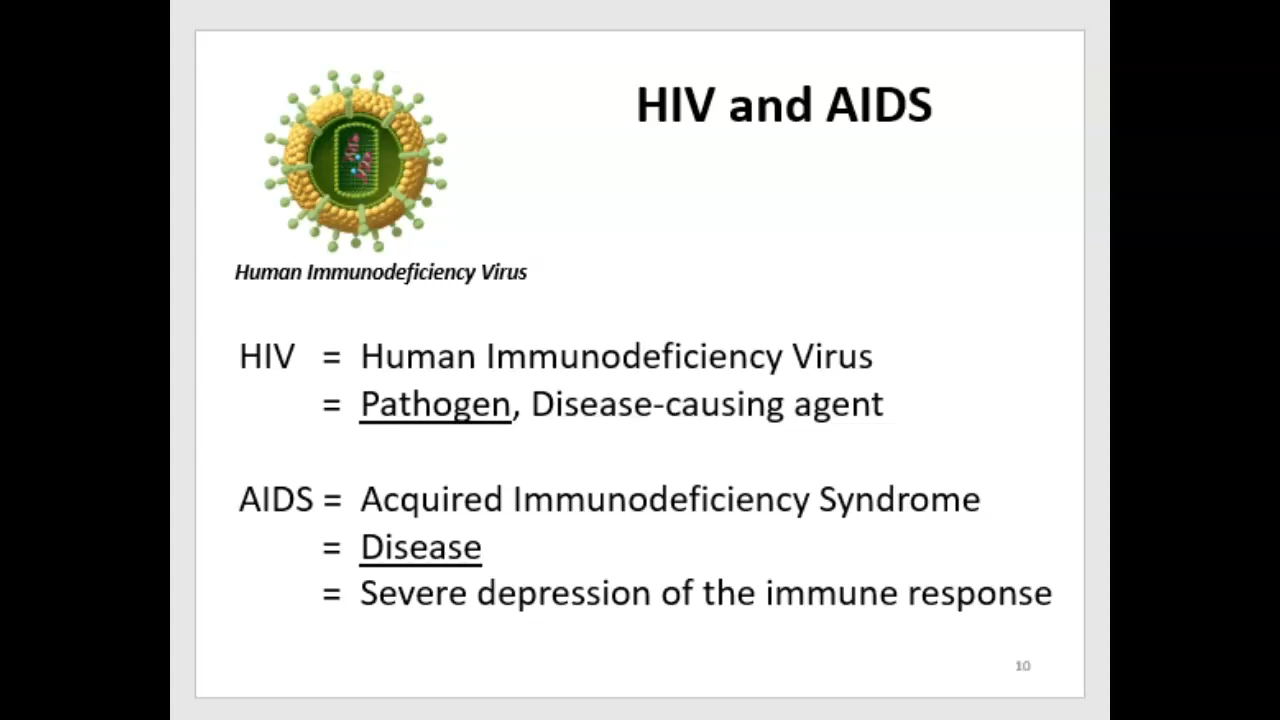 HIV and AIDS
Human Immunodeficiency Virus
HIV = Human Immunodeficiency Virus
= Pathogen, Disease-causing agent
AIDS = Acquired Immunodeficiency Syndrome
= Disease
= Severe depression of the immune response
10